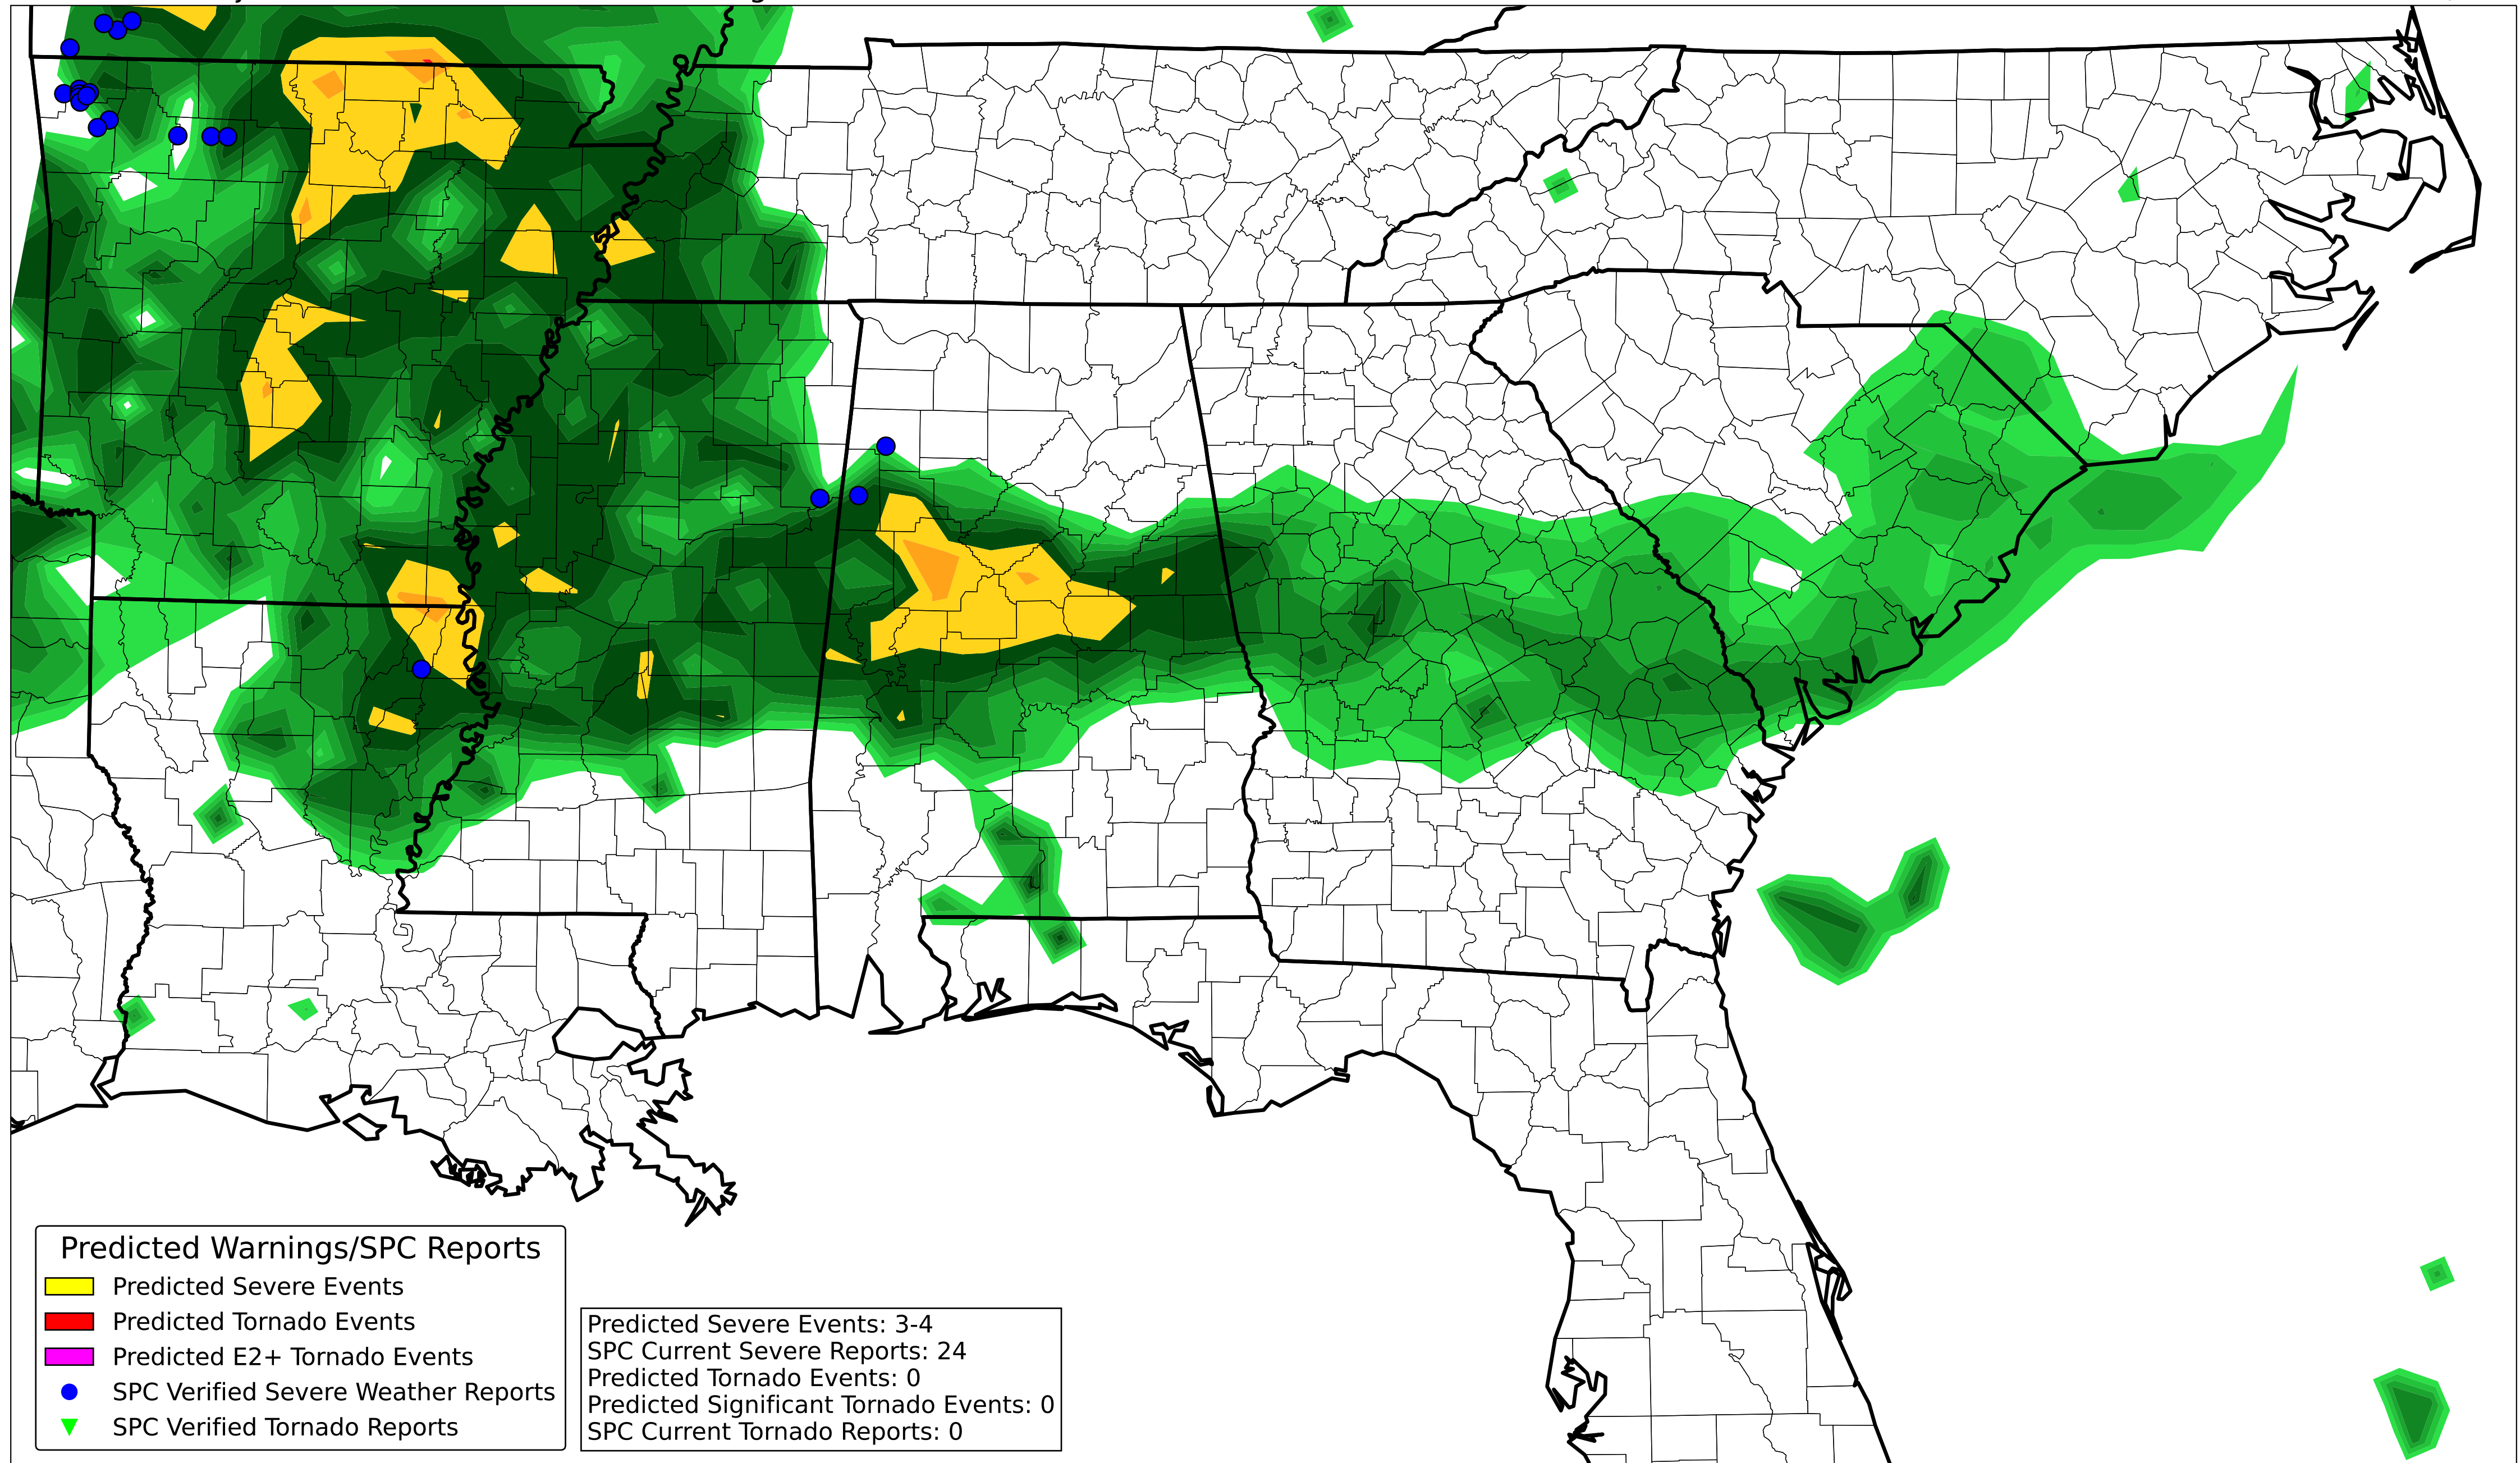 Predicted Warnings/SPC Reports
Predicted Severe Events
Predicted Tornado Events
Predicted E2+ Tornado Events
SPC Verified Severe Weather Reports
SPC Verified Tornado Reports
Predicted Severe Events: 3-4
SPC Current Severe Reports: 24
Predicted Tornado Events: 0
Predicted Significant Tornado Events: 0
SPC Current Tornado Reports: 0